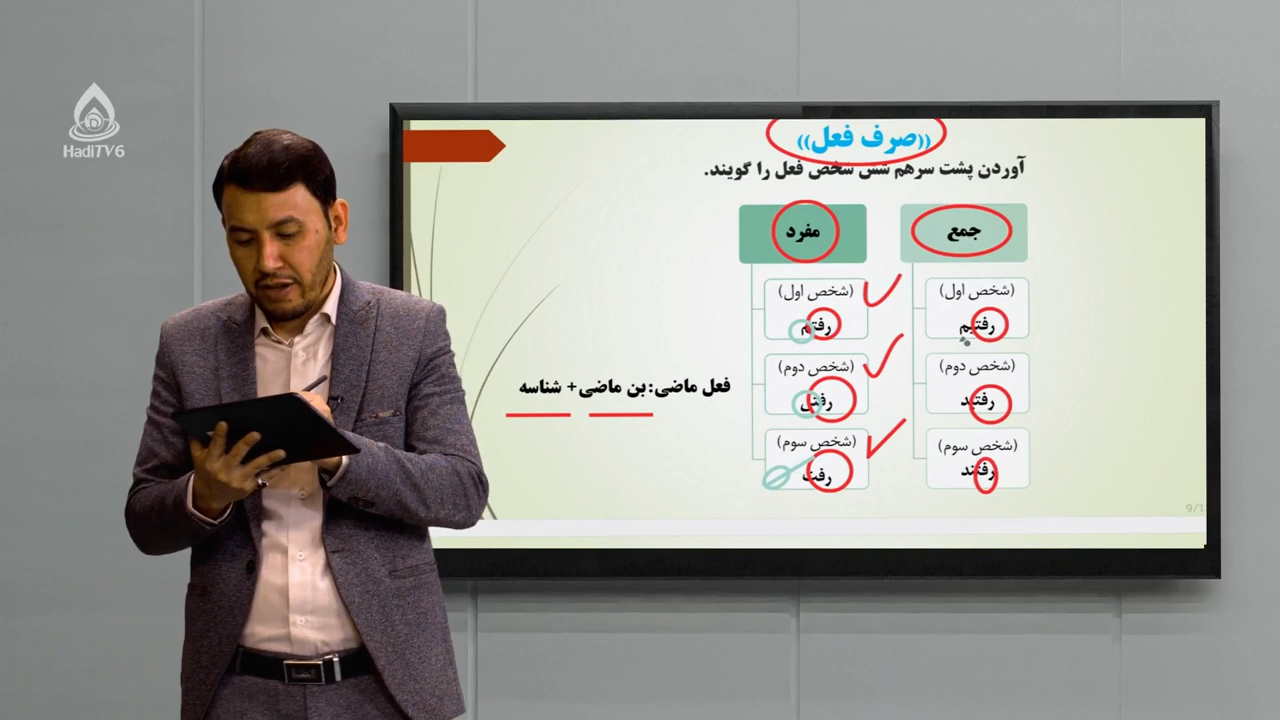 HadiTV6
((صرف فعل))
آوردن پشت سرهم شش شخص فعل را گویند.
جمع
مفرد
(شخص اول)
رفتیم
(شخص اول)
رفتم
(شخص دوم)
رفتید
(شخص دوم)
رفتی
(شخص سوم)
رفتند
(شخص سوم)
رفت
فعل ماضی: بن ماضی+ شناسه